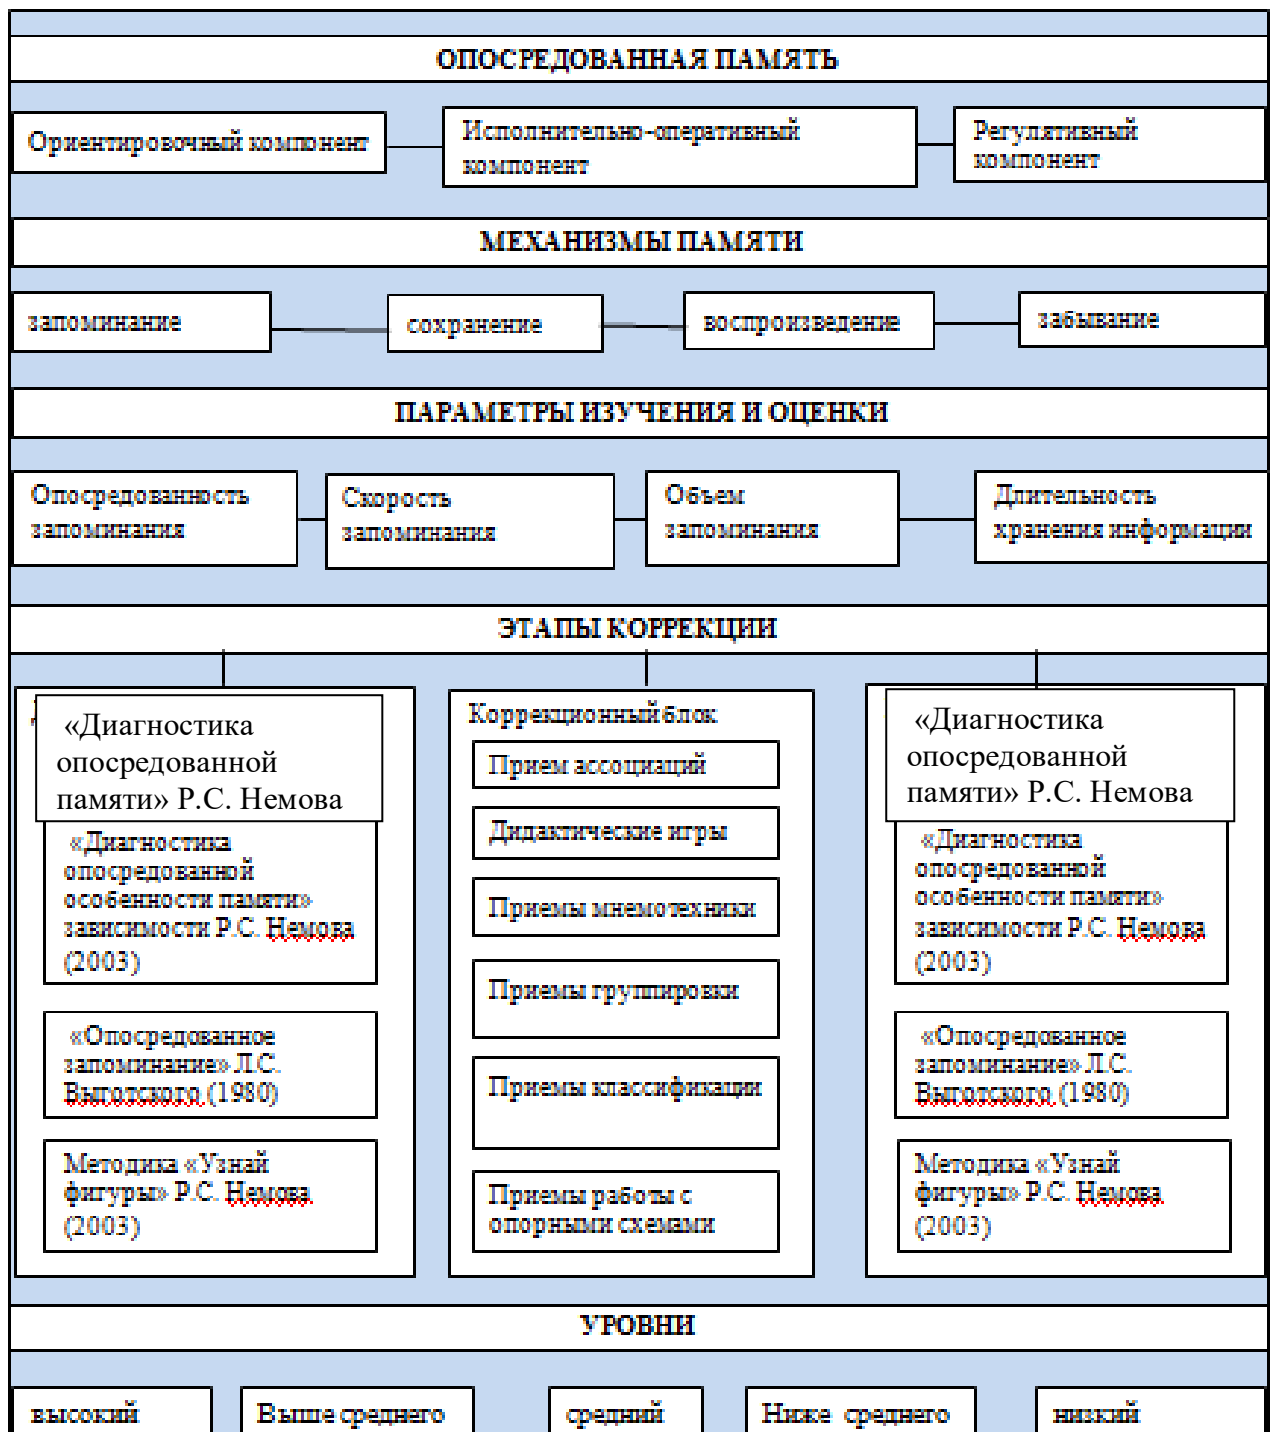 ОПОСРЕДОВАННАЯ ПАМЯТЬ
Ориентировочный компонент
Исполнительно-оперативный
компонент
Регулятивный
компонент
МЕХАНИЗМЫ ПАМЯТИ
запоминание
сохранение
воспроизведение
забывание
ПАРАМЕТРЫ ИЗУЧЕНИЯ И ОЦЕНКИ
Опосредованность
запоминания
Скорость
запоминания
Объем
запоминания
Длительность
хранения информации
ЭТАПЫ КОРРЕКЦИИ
«Диагностика
опосредованной
памяти» Р.С. Немова
«Диагностика
опосредованной
особенности памяти»
зависимости Р.С. Немова
(2003)
«Опосредованное
запоминание» Л.С.
Выготского (1980)
Методика «Узнай
фигуры» Р.С. Немова
(2003)
Коррекционный блок
Прием ассоциаций
Дидактические игры
Приемы мнемотехники
Приемы группировки
Приемы классификации
Приемы работы с
опорными схемами
«Диагностика
опосредованной
памяти» Р.С. Немова
«Диагностика
опосредованной
особенности памяти»
зависимости Р.С. Немова
(2003)
«Опосредованное
запоминание» Л.С.
Выготского (1980)
Методика «Узнай
фигуры» Р.С. Немова
(2003)
УРОВНИ
высокий
Выше среднего
средний
Ниже среднего
низкий